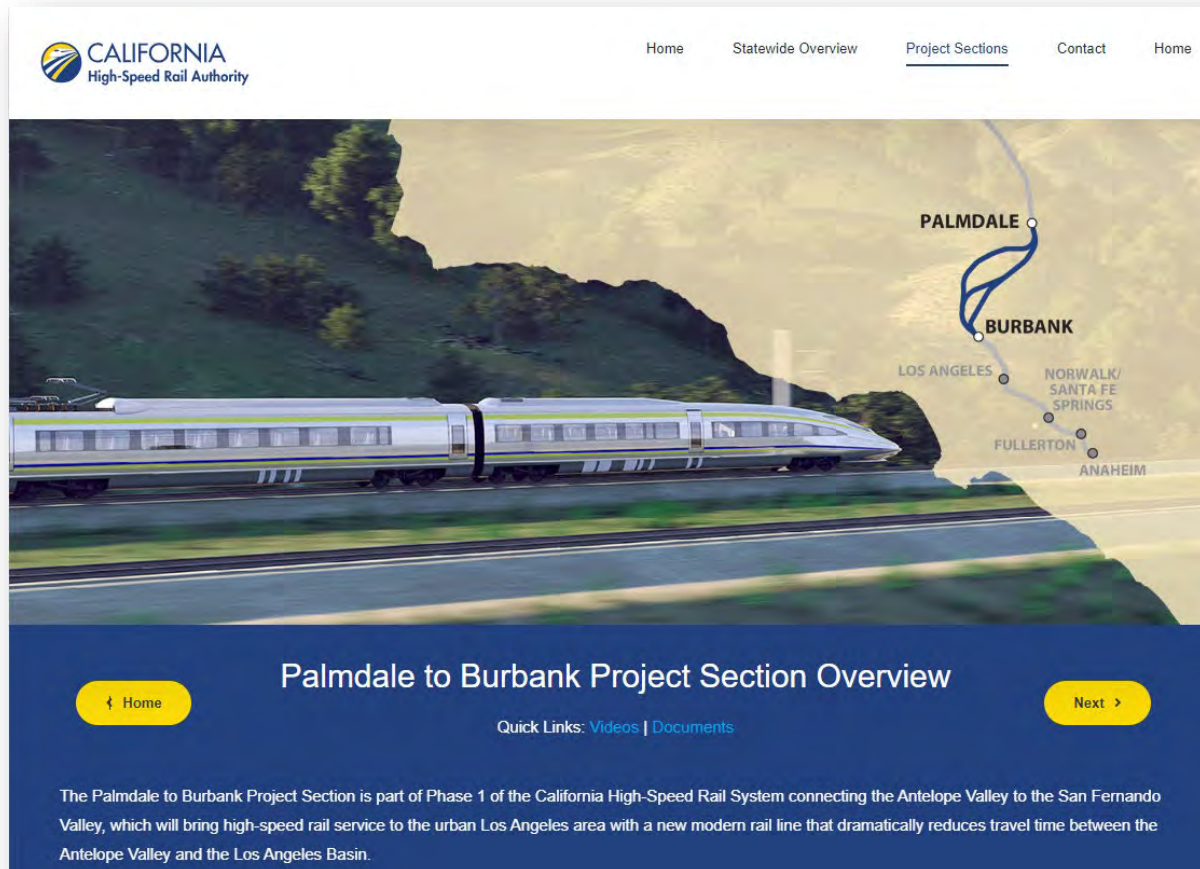 CALIFORNIA
High-Speed Rail Authority
Home
Statewide Overview
Project Sections
Contact
Home
PALMDALE
BURBANK
LOS ANGELES
NORWALK/
SANTA FE
SPRINGS
FULLERTON
ANAHEIM
Palmdale to Burbank Project Section Overview
Home
Next
Quick Links: Videos | Documents
The Palmdale to Burbank Project Section is part of Phase 1 of the California High-Speed Rail System connecting the Antelope Valley to the San Fernando
Valley, which will bring high-speed rail service to the urban Los Angeles area with a new modern rail line that dramatically reduces travel time between the
Antelope Valley and the Los Angeles Basin.